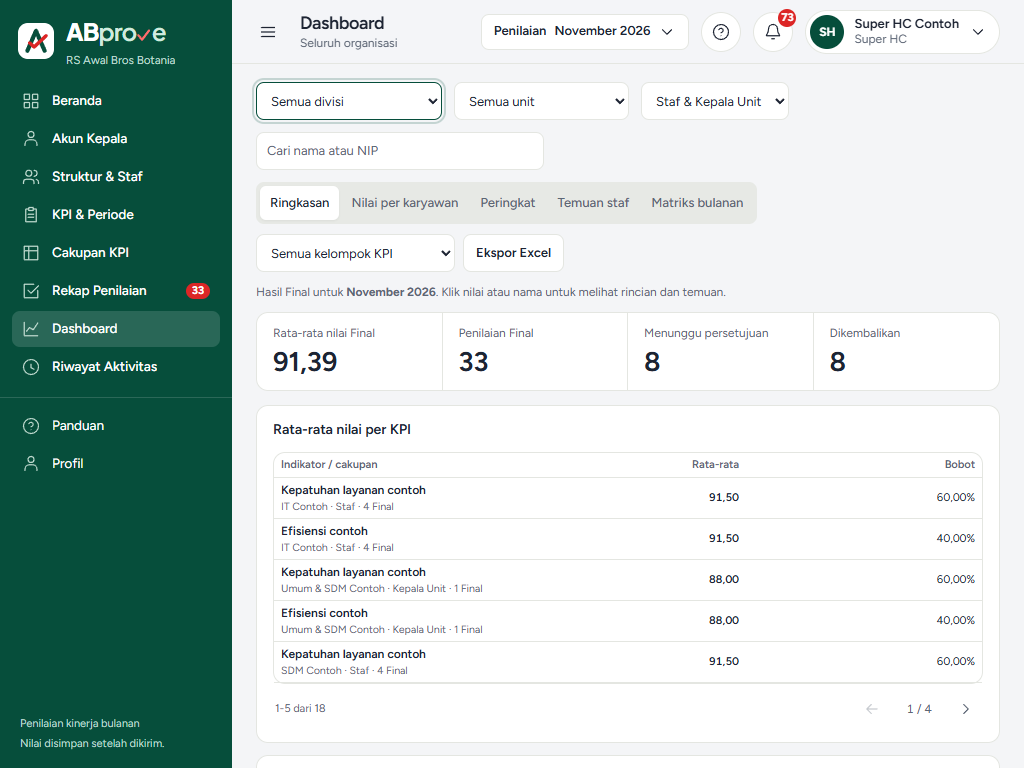 ABprove
RS Awal Bros Botania
Beranda
Akun Kepala
Struktur & Staf
KPI & Periode
Cakupan KPI
Rekap Penilaian 33
Dashboard
Riwayat Aktivitas
Panduan
Profil
Penilaian kinerja bulanan
Nilai disimpan setelah dikirim.
Dashboard
Seluruh organisasi
Penilaian November 2026
73
SH
Super HC Contoh
Super HC
Semua divisi
Semua unit
Staf & Kepala Unit
Cari nama atau NIP
Ringkasan Nilai per karyawan Peringkat Temuan staf Matriks bulanan
Semua kelompok KPI
Ekspor Excel
Hasil Final untuk November 2026. Klik nilai atau nama untuk melihat rincian dan temuan.
Rata-rata nilai Final
91,39
Penilaian Final
33
Menunggu persetujuan
8
Dikembalikan
8
Rata-rata nilai per KPI
Indikator / cakupan Rata-rata Bobot
Kepatuhan layanan contoh
IT Contoh · Staf · 4 Final
91,50 60,00%
Efisiensi contoh
IT Contoh · Staf · 4 Final
91,50 40,00%
Kepatuhan layanan contoh
Umum & SDM Contoh · Kepala Unit · 1 Final
88,00 60,00%
Efisiensi contoh
Umum & SDM Contoh · Kepala Unit · 1 Final
88,00 40,00%
Kepatuhan layanan contoh
SDM Contoh · Staf · 4 Final
91,50 60,00%
1-5 dari 18
1 / 4